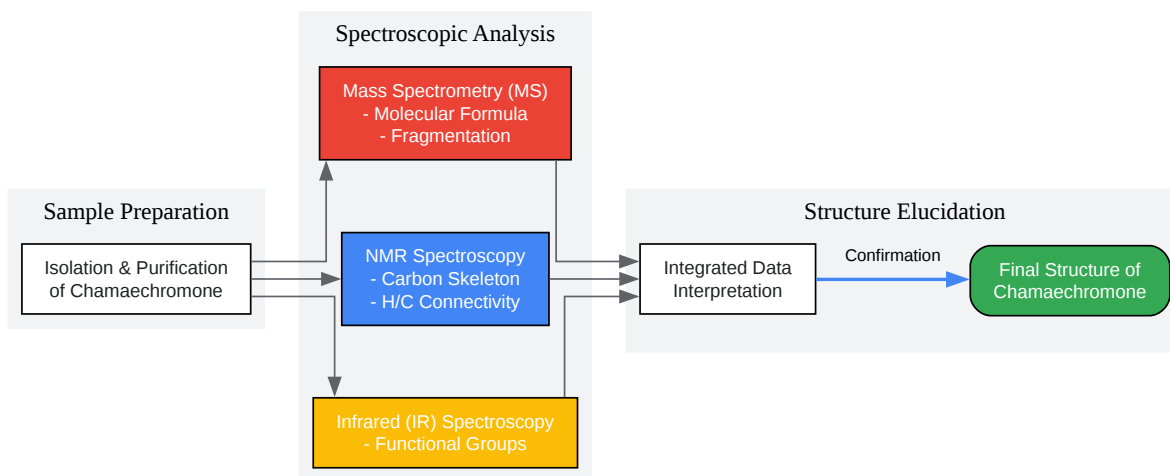 Spectroscopic Analysis
Mass Spectrometry (MS)
- Molecular Formula
- Fragmentation
Sample Preparation
Isolation & Purification
of Chamaechromone
NMR Spectroscopy
- Carbon Skeleton
- H/C Connectivity
Infrared (IR) Spectroscopy
- Functional Groups
Structure Elucidation
Integrated Data
Interpretation
Confirmation
Final Structure of
Chamaechromone